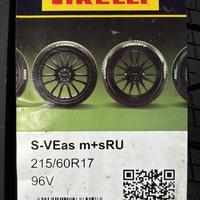 PIRELLI
S-VEas m+sRU
215/60R17
96V